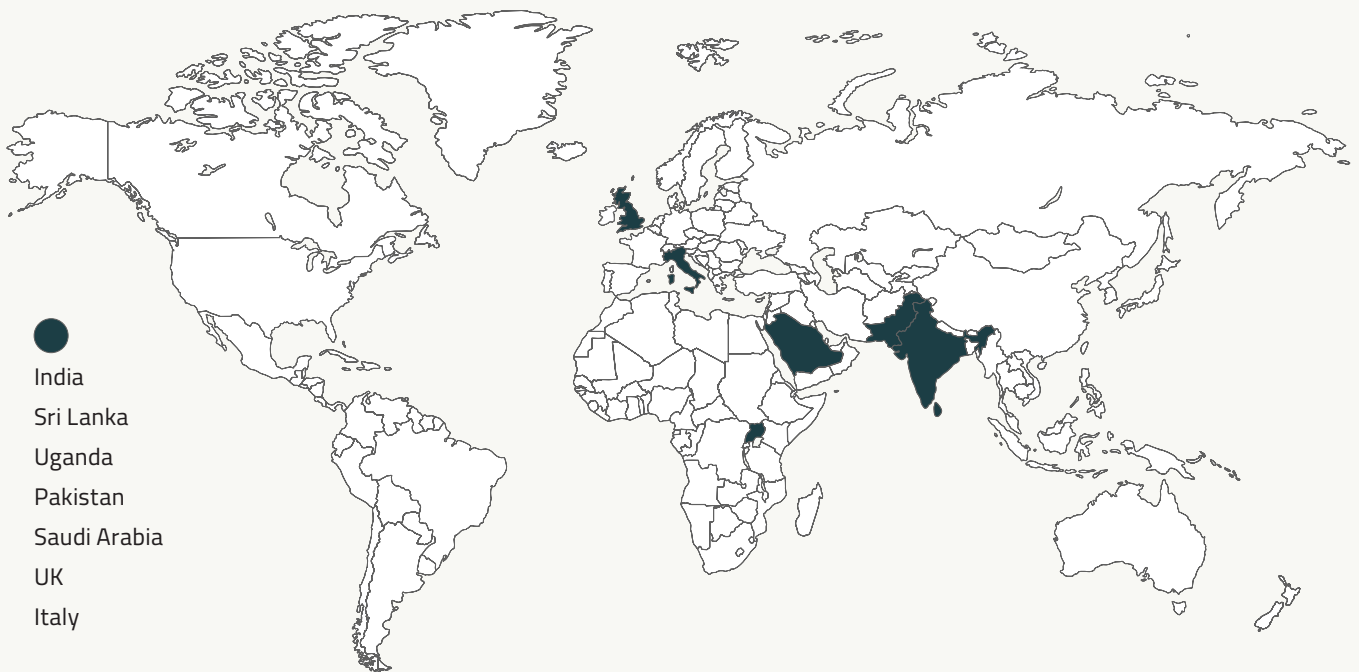 India
Sri Lanka
Uganda
Pakistan
Saudi Arabia
UK
Italy